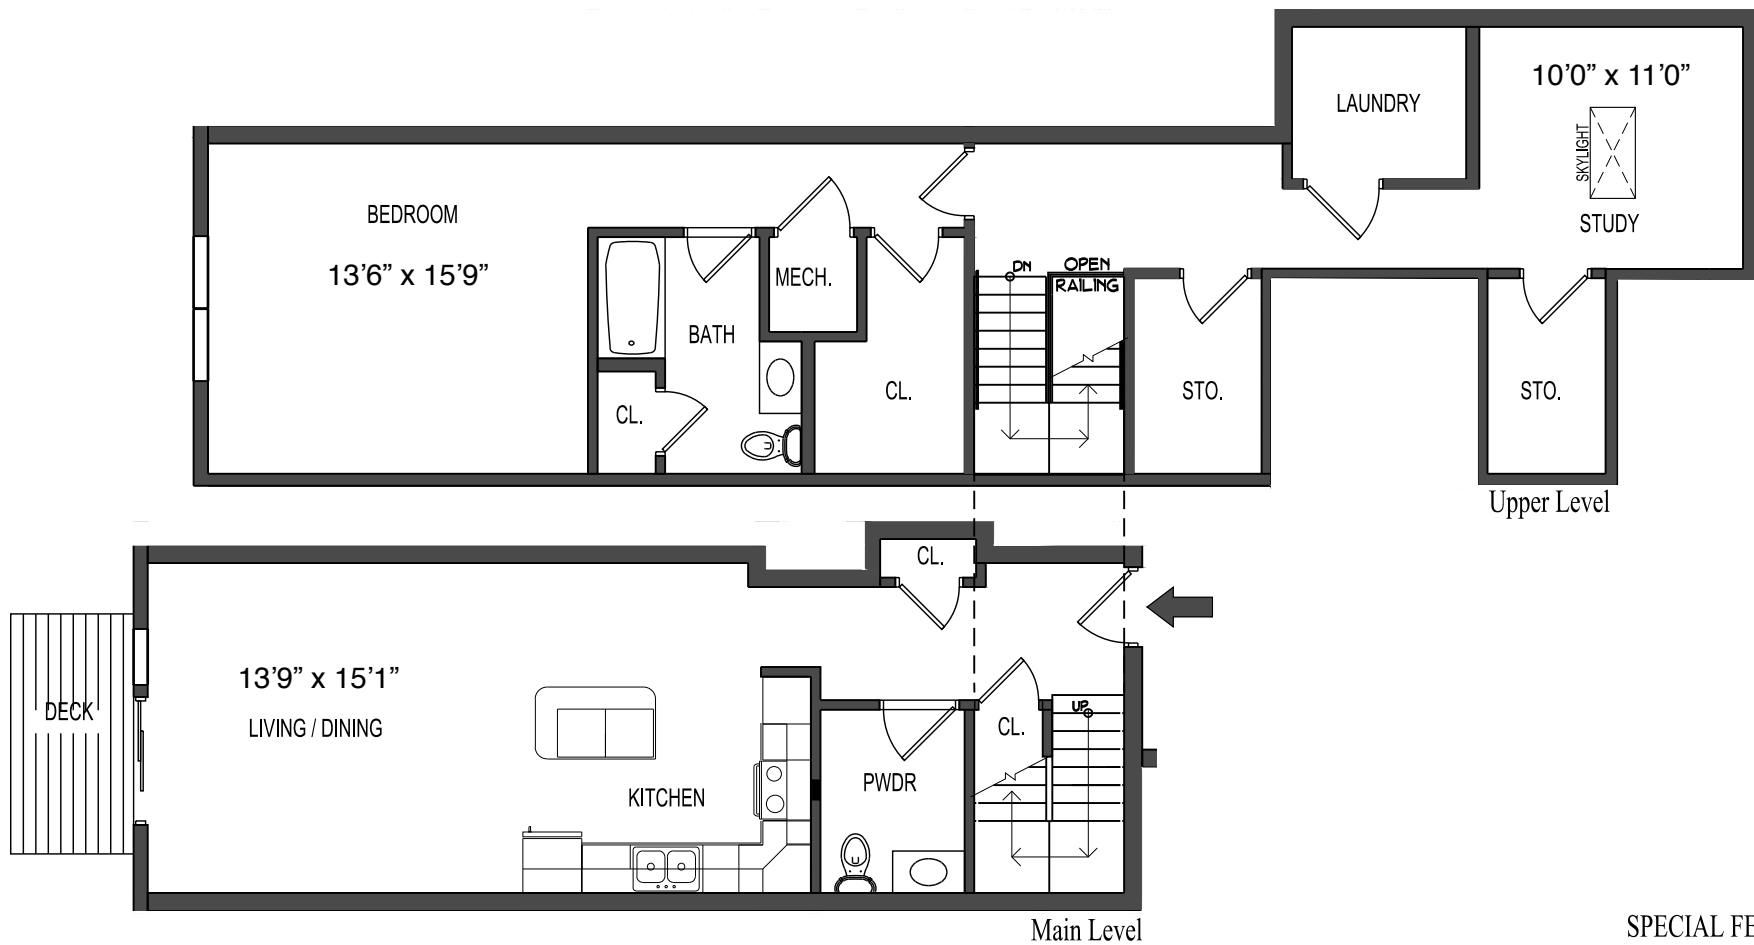 10'0" x 11'0"
LAUNDRY
SKYLIGHT
STUDY
BEDROOM
13'6" x 15'9"
MECH.
DN
OPEN
RAILING
BATH
CL.
CL.
STO.
STO.
Upper Level
CL.
13'9" x 15'1"
DECK
LIVING / DINING
UP
CL.
PWDR
KITCHEN
Main Level
SPECIAL FE